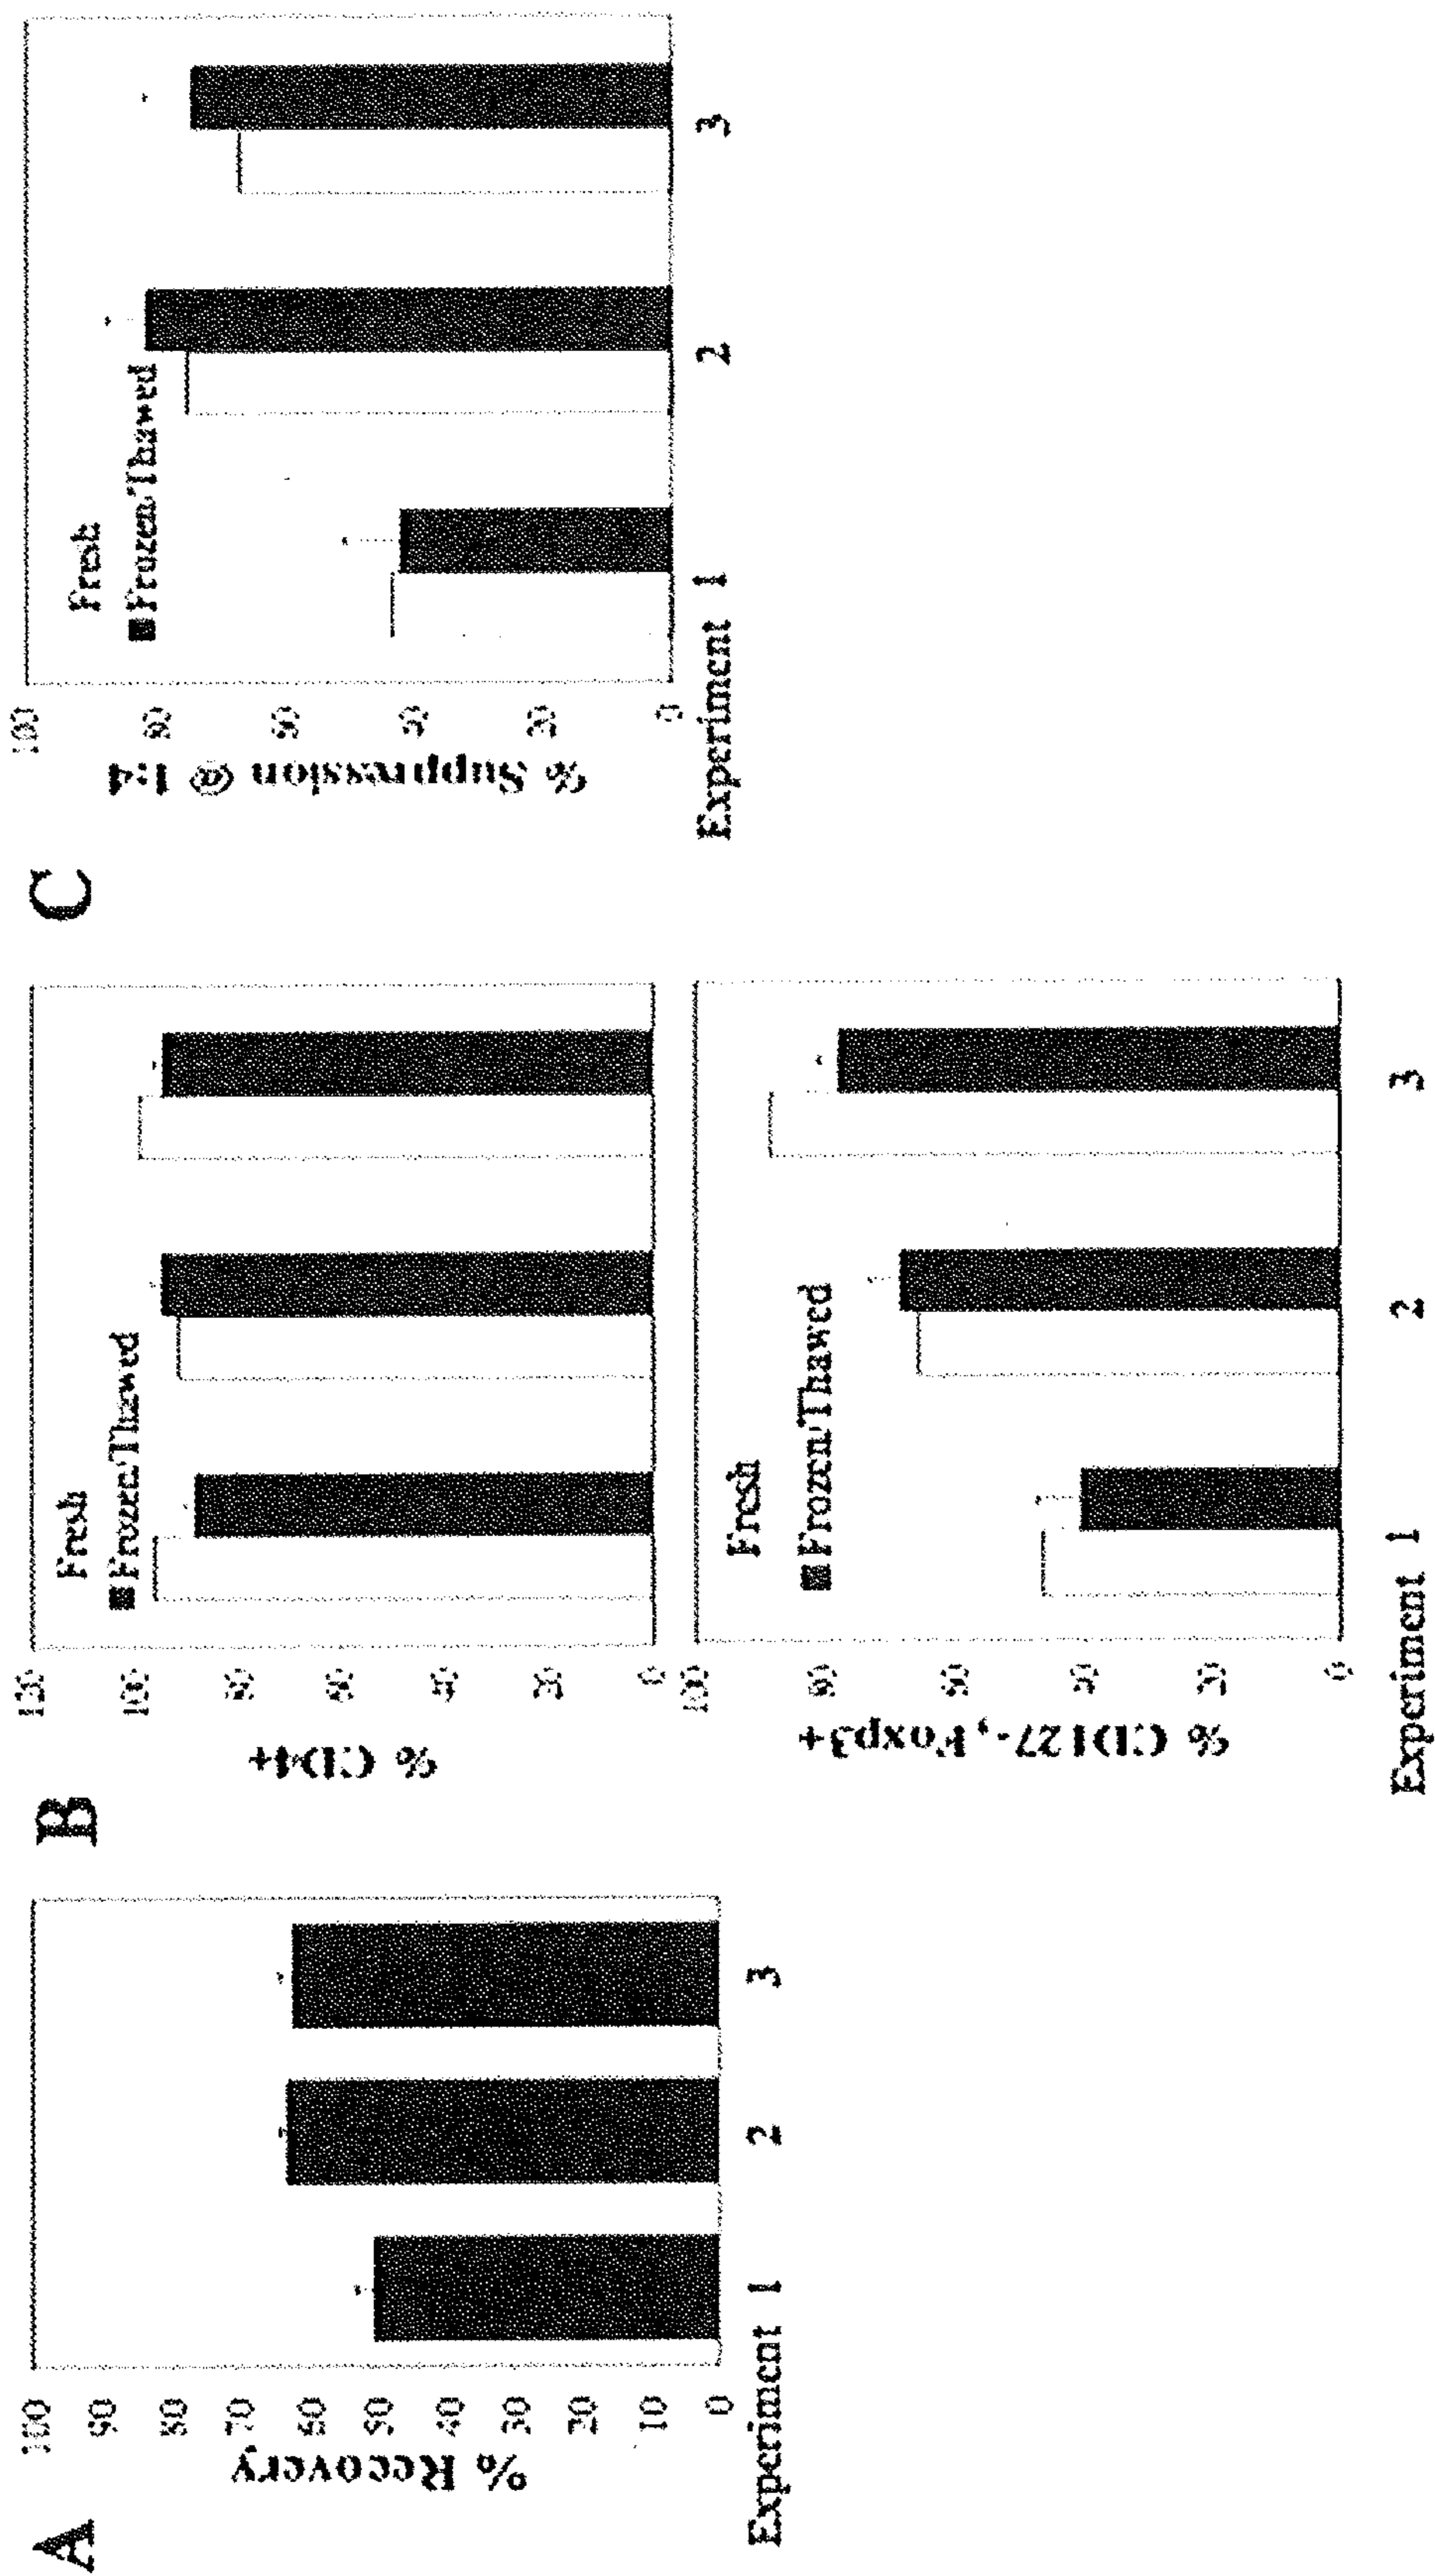 A
% Recovery
100
90
80
70
60
50
40
30
20
10
0
Experiment 1 2 3
B
% CD4+
120
100
80
60
40
20
0
Fresh
Frozen/Thawed
% CD127-, Foxp3+
100
80
60
40
20
0
Fresh
Frozen/Thawed
Experiment 1 2 3
C
% Suppression @ 1:4
100
80
60
40
20
0
Fresh
Frozen/Thawed
Experiment 1 2 3